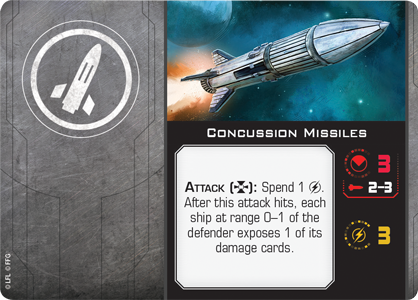 Concussion Missiles
Attack ( ): Spend 1 .
After this attack hits, each
ship at range 0–1 of the
defender exposes 1 of its
damage cards.
3
2–3
3
©LFL ©FFG